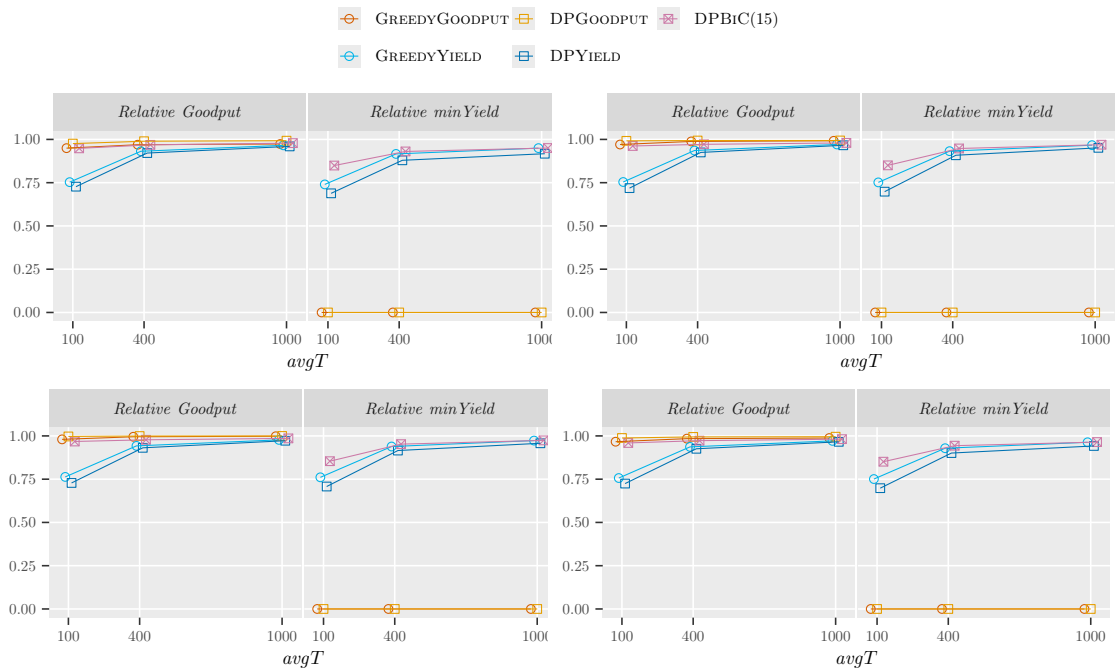 GREEDYGOODPUT DPGOODPUT DPBIC(15)
GREEDYYIELD DPYIELD
Relative Goodput Relative minYield Relative Goodput Relative minYield
1.00 1.00
0.75 0.75
0.50 0.50
0.25 0.25
0.00 0.00
100 400 1000 100 400 1000 100 400 1000 100 400 1000
avgT avgT
Relative Goodput Relative minYield Relative Goodput Relative minYield
1.00 1.00
0.75 0.75
0.50 0.50
0.25 0.25
0.00 0.00
100 400 1000 100 400 1000 100 400 1000 100 400 1000
avgT avgT